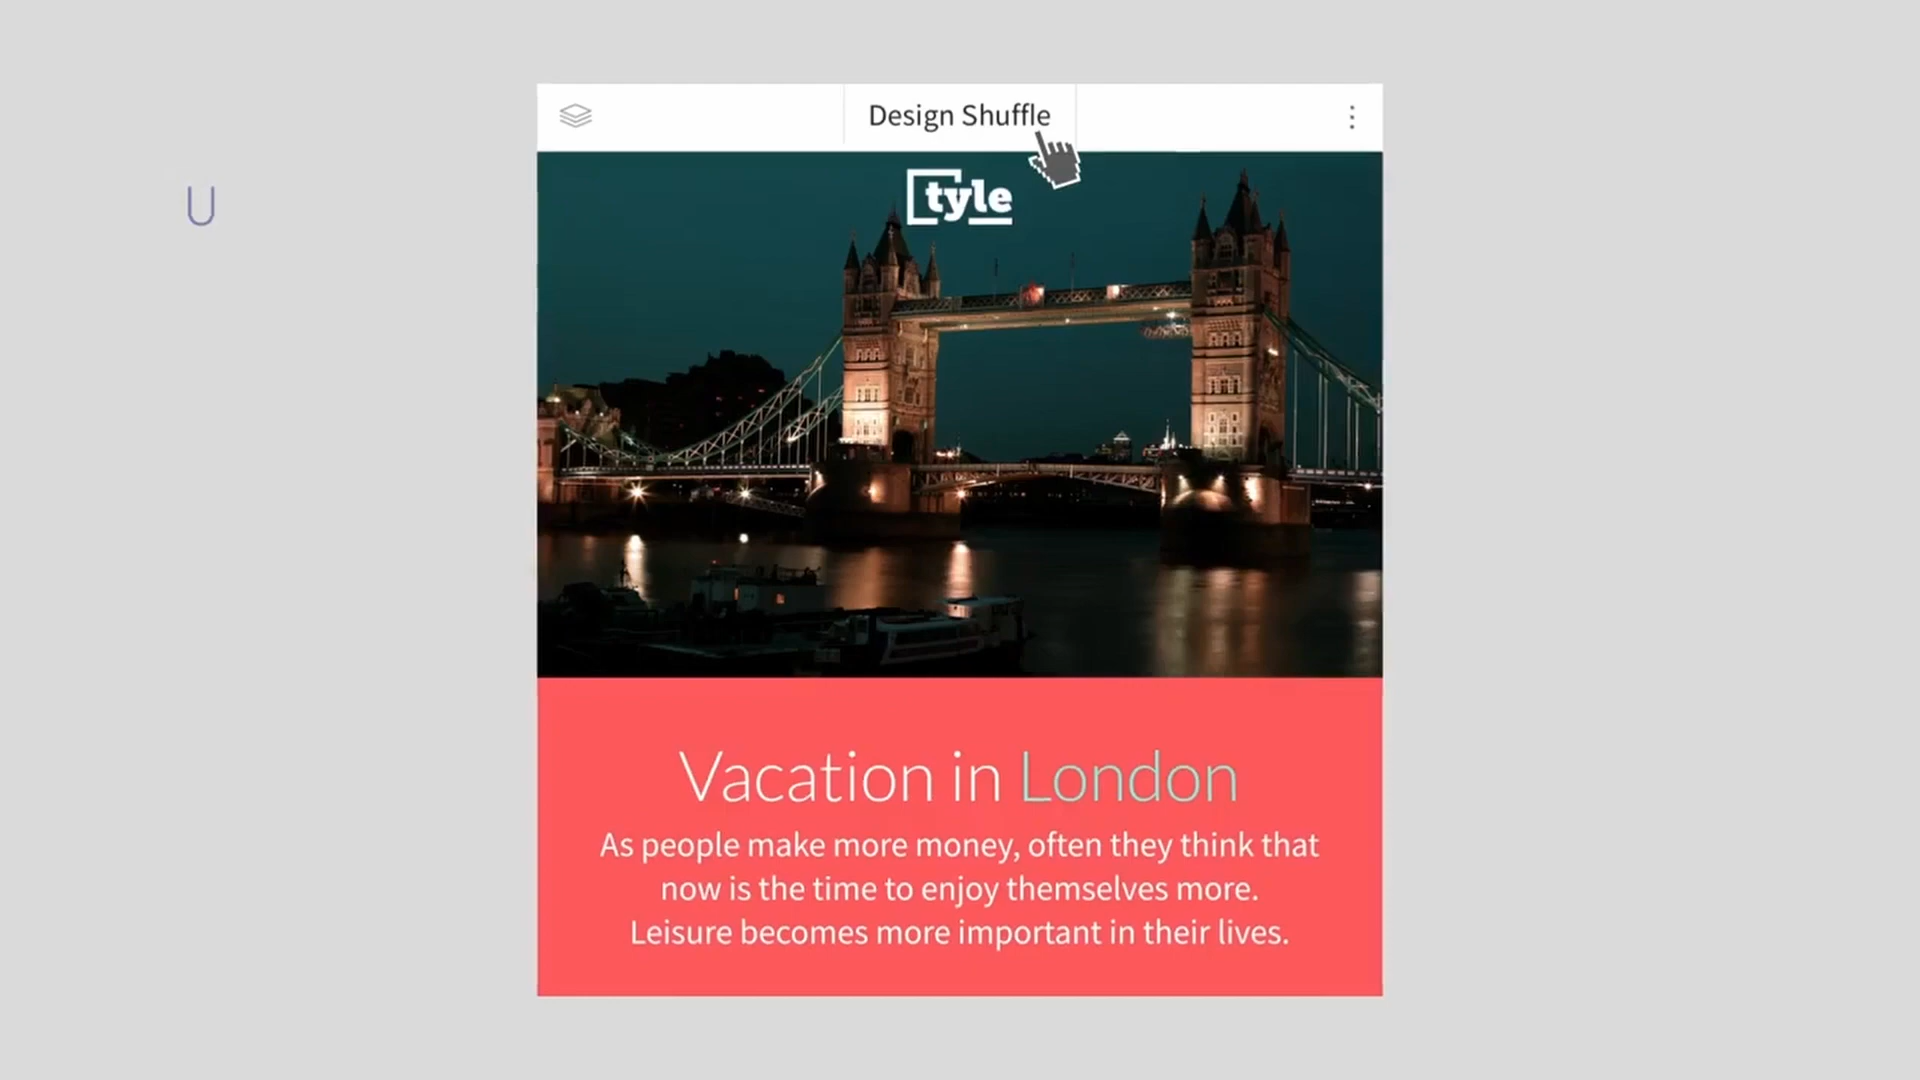 Design Shuffle
U
tyle
Vacation in London
As people make more money, often they think that
now is the time to enjoy themselves more.
Leisure becomes more important in their lives.